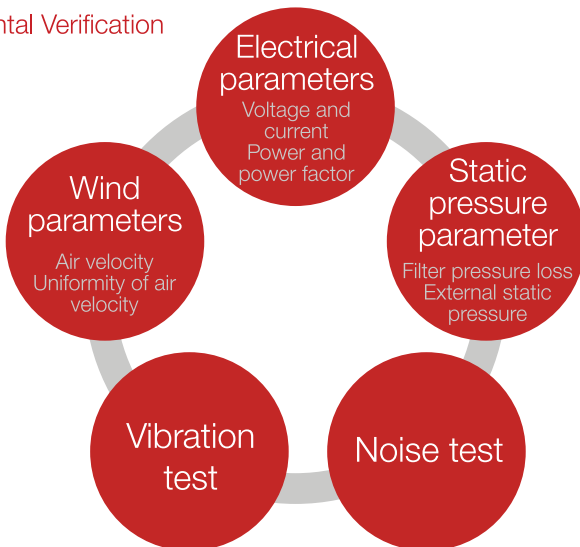 ntal Verification
Electrical
parameters
Voltage and
current
Power and
power factor
Static
pressure
parameter
Filter pressure loss
External static
pressure
Noise test
Vibration
test
Wind
parameters
Air velocity
Uniformity of air
velocity